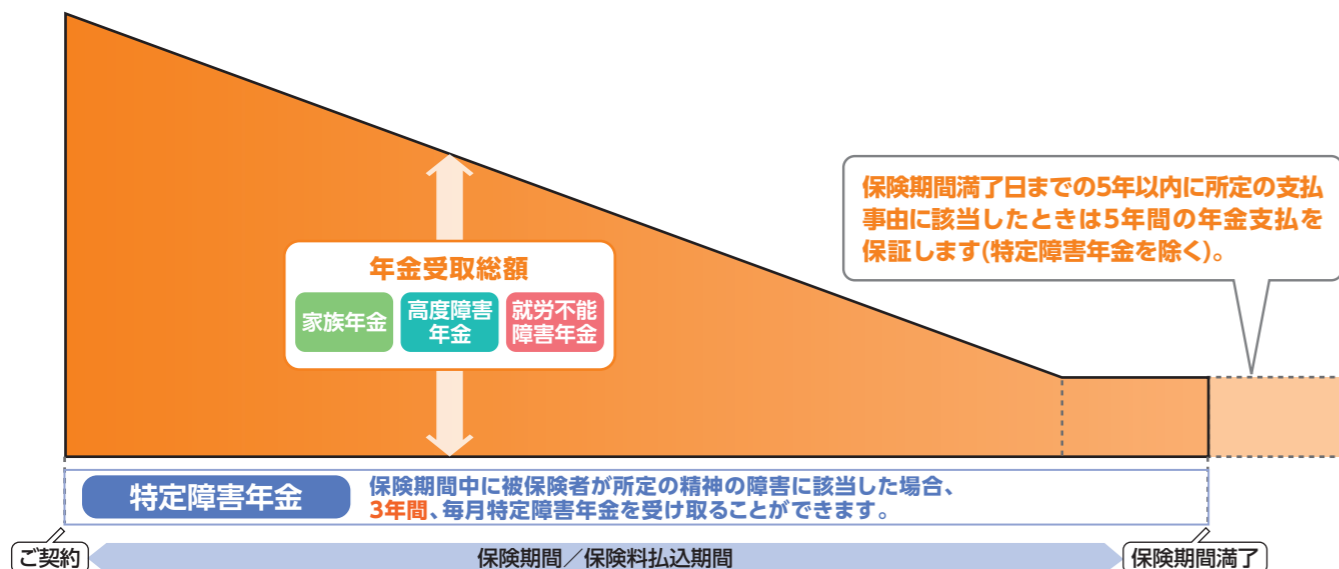 保険期間満了日までの5年以内に所定の支払
事由に該当したときは5年間の年金支払を
保証します(特定障害年金を除く)。
年金受取総額
家族年金
高度障害
年金
就労不能
障害年金
特定障害年金
保険期間中に被保険者が所定の精神の障害に該当した場合、
3年間、毎月特定障害年金を受け取ることができます。
ご契約
保険期間／保険料払込期間
保険期間満了